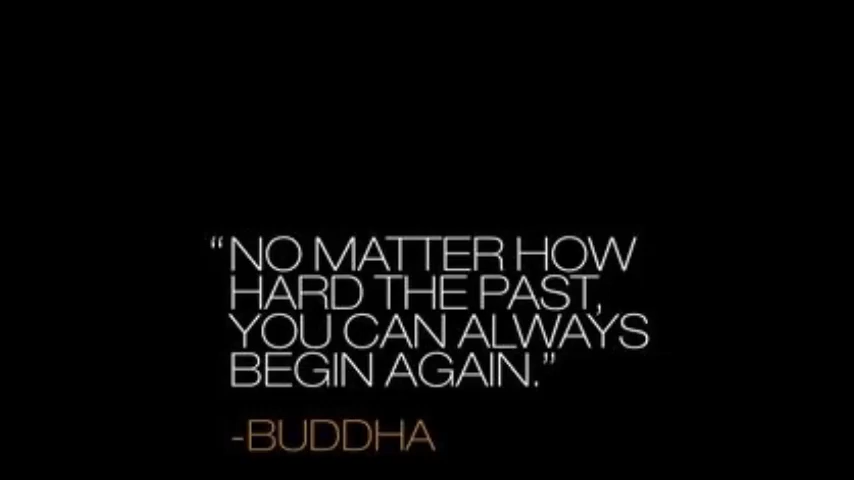 “NO MATTER HOW
HARD THE PAST,
YOU CAN ALWAYS
BEGIN AGAIN.”
-BUDDHA